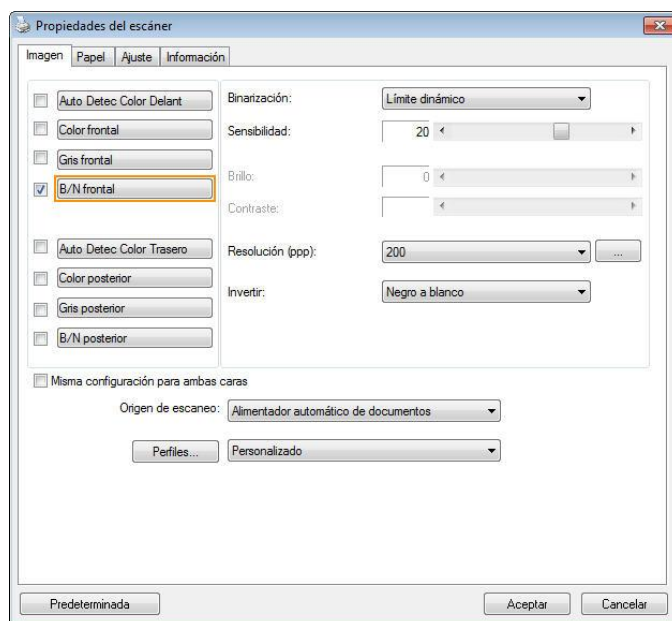 Propiedades del escáner
Imagen Papel Ajuste Información
Auto Detec Color Delant
Color frontal
Gris frontal
B/N frontal
Auto Detec Color Trasero
Color posterior
Gris posterior
B/N posterior
Binarización: Límite dinámico
Sensibilidad: 20
Brillo: 0
Contraste:
Resolución (ppp): 200 ...
Invertir: Negro a blanco
Misma configuración para ambas caras
Origen de escaneo: Alimentador automático de documentos
Perfiles... Personalizado
Predeterminada Aceptar Cancelar